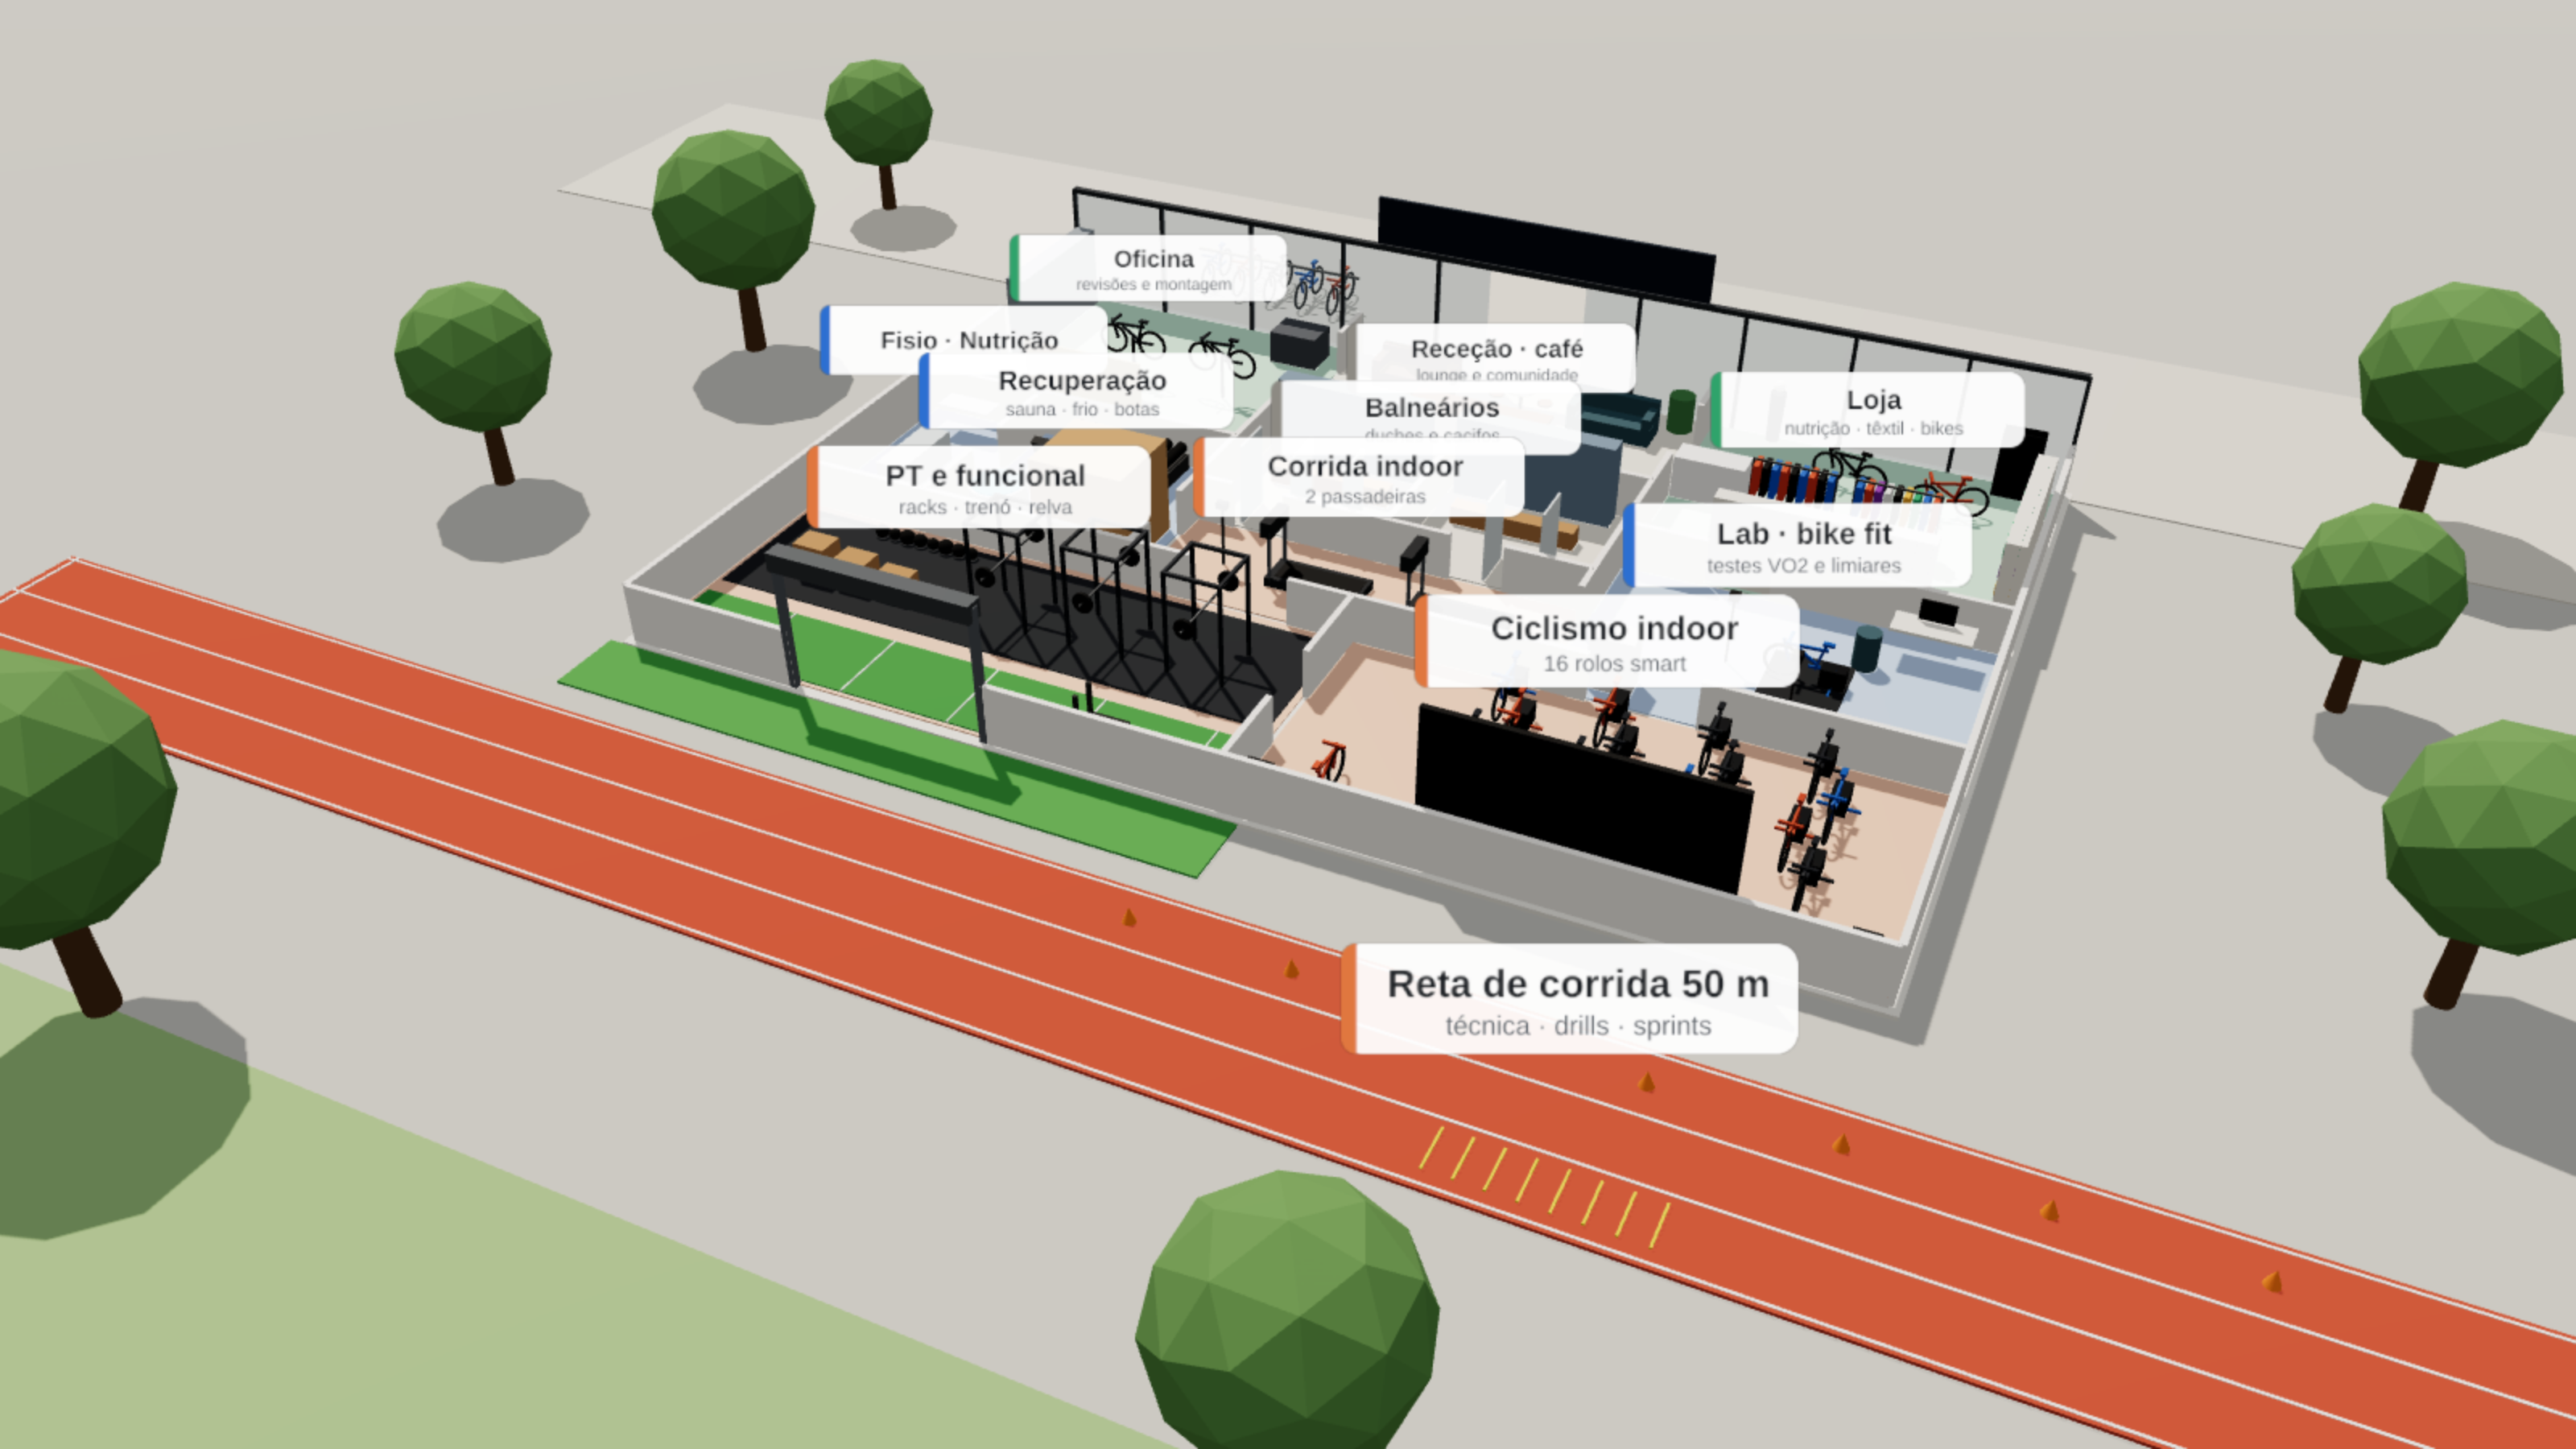 Oficina
revisões e montagem
Fisio · Nutrição
Recuperação
sauna · frio · botas
Receção · café
lounge e comunidade
Balneários
duches e cacifos
Loja
nutrição · têxtil · bikes
PT e funcional
racks · trenó · relva
Corrida indoor
2 passadeiras
Lab · bike fit
testes VO2 e limiares
Ciclismo indoor
16 rolos smart
Reta de corrida 50 m
técnica · drills · sprints